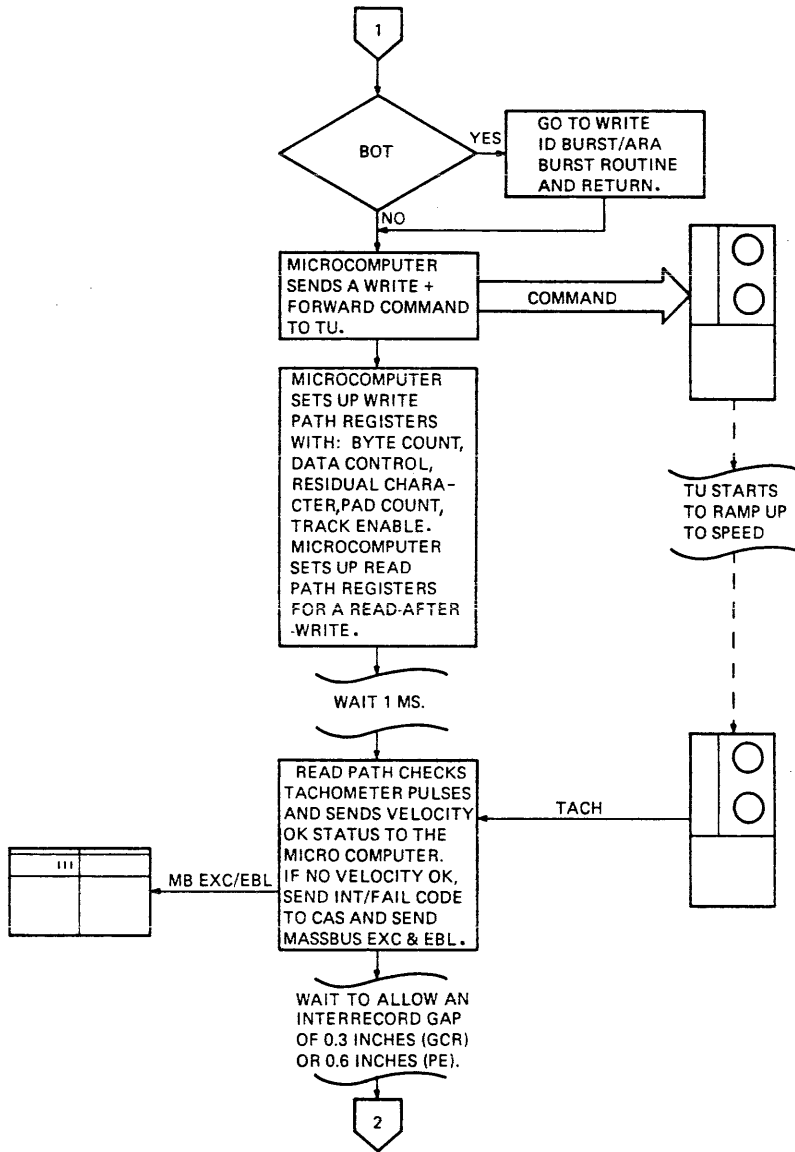 1
BOT
YES
GO TO WRITE
ID BURST/ARA
BURST ROUTINE
AND RETURN.
NO
MICROCOMPUTER
SENDS A WRITE +
FORWARD COMMAND
TO TU.
COMMAND
MICROCOMPUTER
SETS UP WRITE
PATH REGISTERS
WITH: BYTE COUNT,
DATA CONTROL,
RESIDUAL CHARA-
CTER,PAD COUNT,
TRACK ENABLE.
MICROCOMPUTER
SETS UP READ
PATH REGISTERS
FOR A READ-AFTER
-WRITE.
TU STARTS
TO RAMP UP
TO SPEED
WAIT 1 MS.
READ PATH CHECKS
TACHOMETER PULSES
AND SENDS VELOCITY
OK STATUS TO THE
MICRO COMPUTER.
IF NO VELOCITY OK,
SEND INT/FAIL CODE
TO CAS AND SEND
MASSBUS EXC & EBL.
TACH
MB EXC/EBL
WAIT TO ALLOW AN
INTERRECORD GAP
OF 0.3 INCHES (GCR)
OR 0.6 INCHES (PE).
2